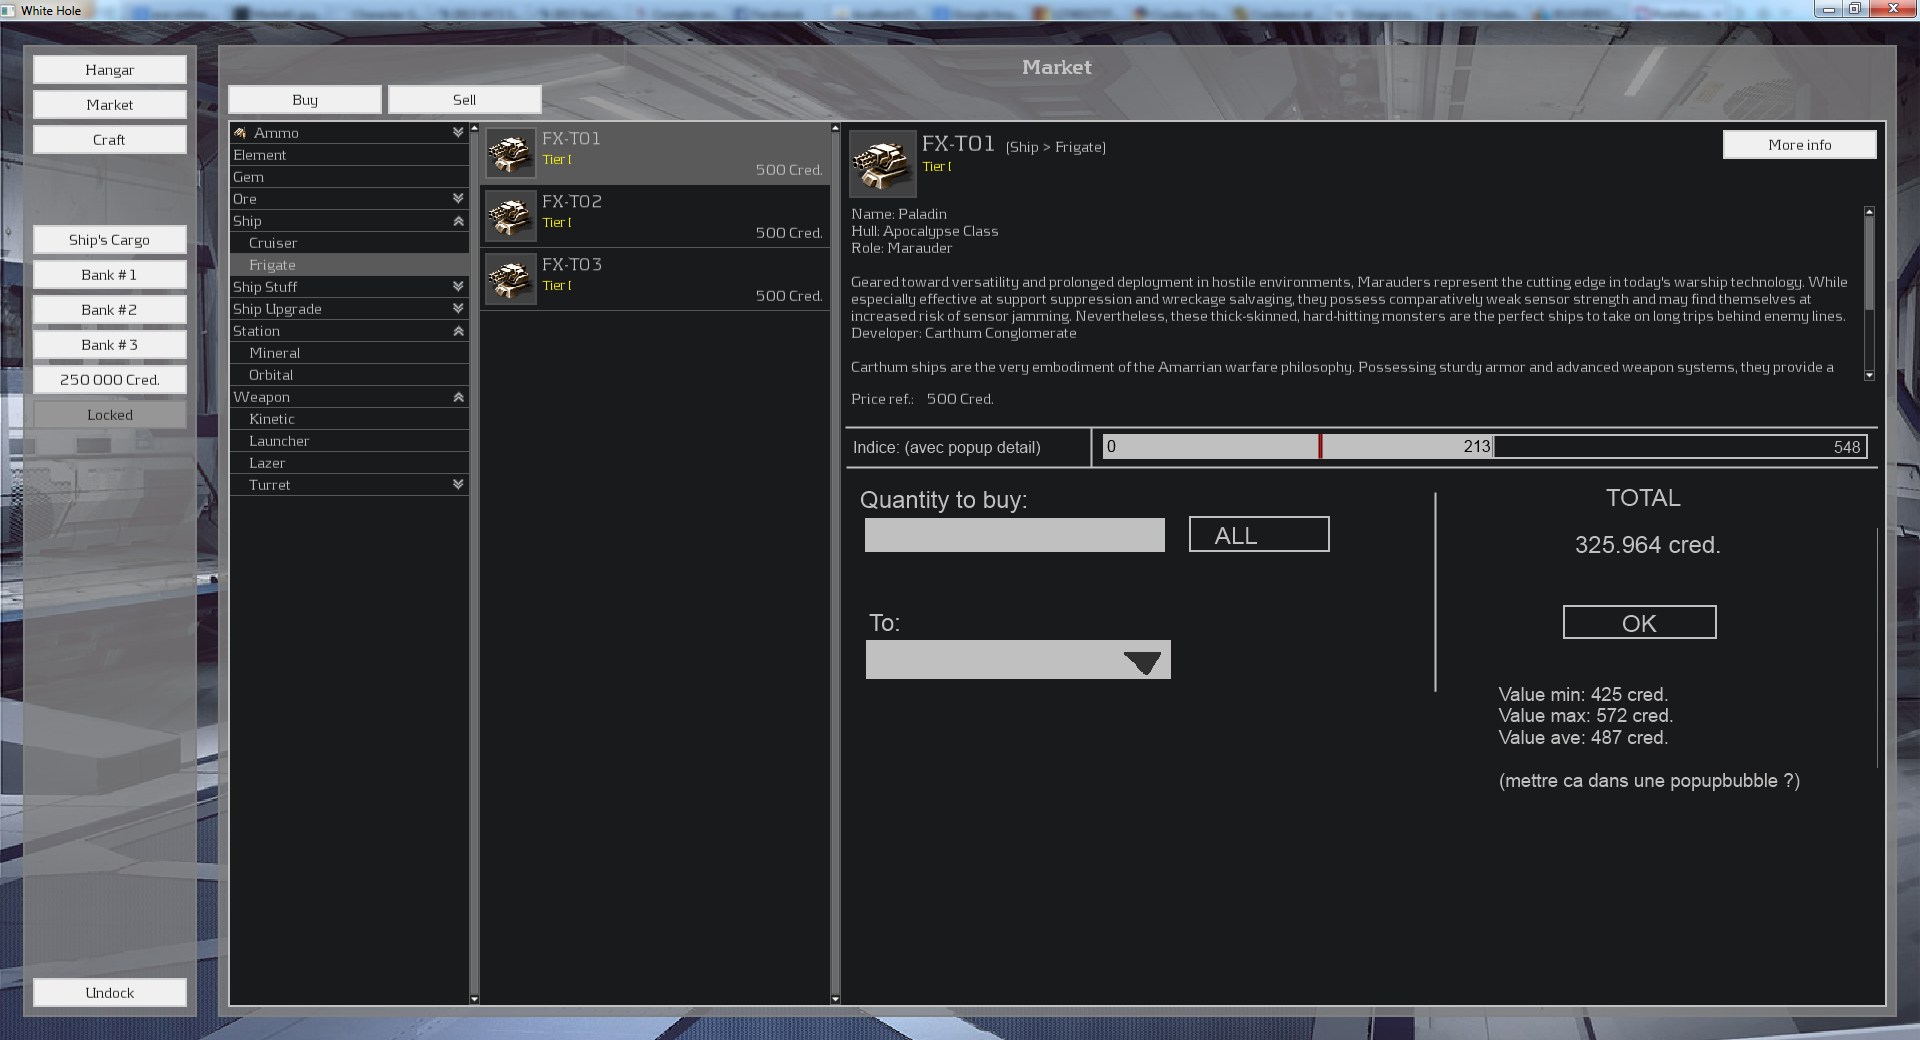 White Hole
Hangar
Market
Craft
Ship's Cargo
Bank #1
Bank #2
Bank #3
250 000 Cred.
Locked
Undock
Market
Buy
Sell
Ammo
Element
Gem
Ore
Ship
Cruiser
Frigate
Ship Stuff
Ship Upgrade
Station
Mineral
Orbital
Weapon
Kinetic
Launcher
Lazer
Turret
FX-T01
Tier I
500 Cred.
FX-T02
Tier I
500 Cred.
FX-T03
Tier I
500 Cred.
FX-T01 (Ship > Frigate)
Tier I
More info
Name: Paladin
Hull: Apocalypse Class
Role: Marauder
Geared toward versatility and prolonged deployment in hostile environments, Marauders represent the cutting edge in today's warship technology. While
especially effective at support suppression and wreckage salvaging, they possess comparatively weak sensor strength and may find themselves at
increased risk of sensor jamming. Nevertheless, these thick-skinned, hard-hitting monsters are the perfect ships to take on long trips behind enemy lines.
Developer: Carthum Conglomerate
Carthum ships are the very embodiment of the Amarrian warfare philosophy. Possessing sturdy armor and advanced weapon systems, they provide a
Price ref.: 500 Cred.
Indice: (avec popup detail)
0 213 548
Quantity to buy:
ALL
To:
TOTAL
325.964 cred.
OK
Value min: 425 cred.
Value max: 572 cred.
Value ave: 487 cred.
(mettre ca dans une popupbubble ?)